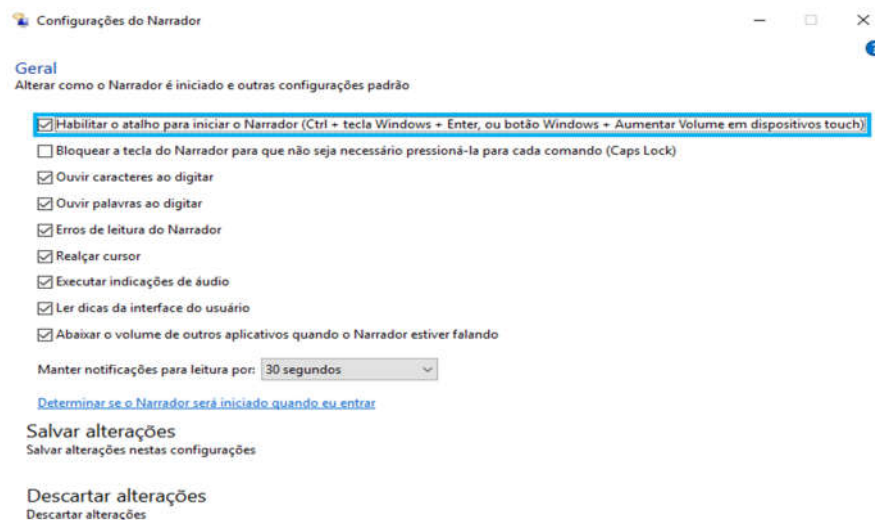 Configurações do Narrador
Geral
Alterar como o Narrador é iniciado e outras configurações padrão
Habilitar o atalho para iniciar o Narrador (Ctrl + tecla Windows + Enter, ou botão Windows + Aumentar Volume em dispositivos touch)
Bloquear a tecla do Narrador para que não seja necessário pressioná-la para cada comando (Caps Lock)
Ouvir caracteres ao digitar
Ouvir palavras ao digitar
Erros de leitura do Narrador
Realçar cursor
Executar indicações de áudio
Ler dicas da interface do usuário
Abaixar o volume de outros aplicativos quando o Narrador estiver falando
Manter notificações para leitura por: 30 segundos
Determinar se o Narrador será iniciado quando eu entrar
Salvar alterações
Salvar alterações nestas configurações
Descartar alterações
Descartar alterações